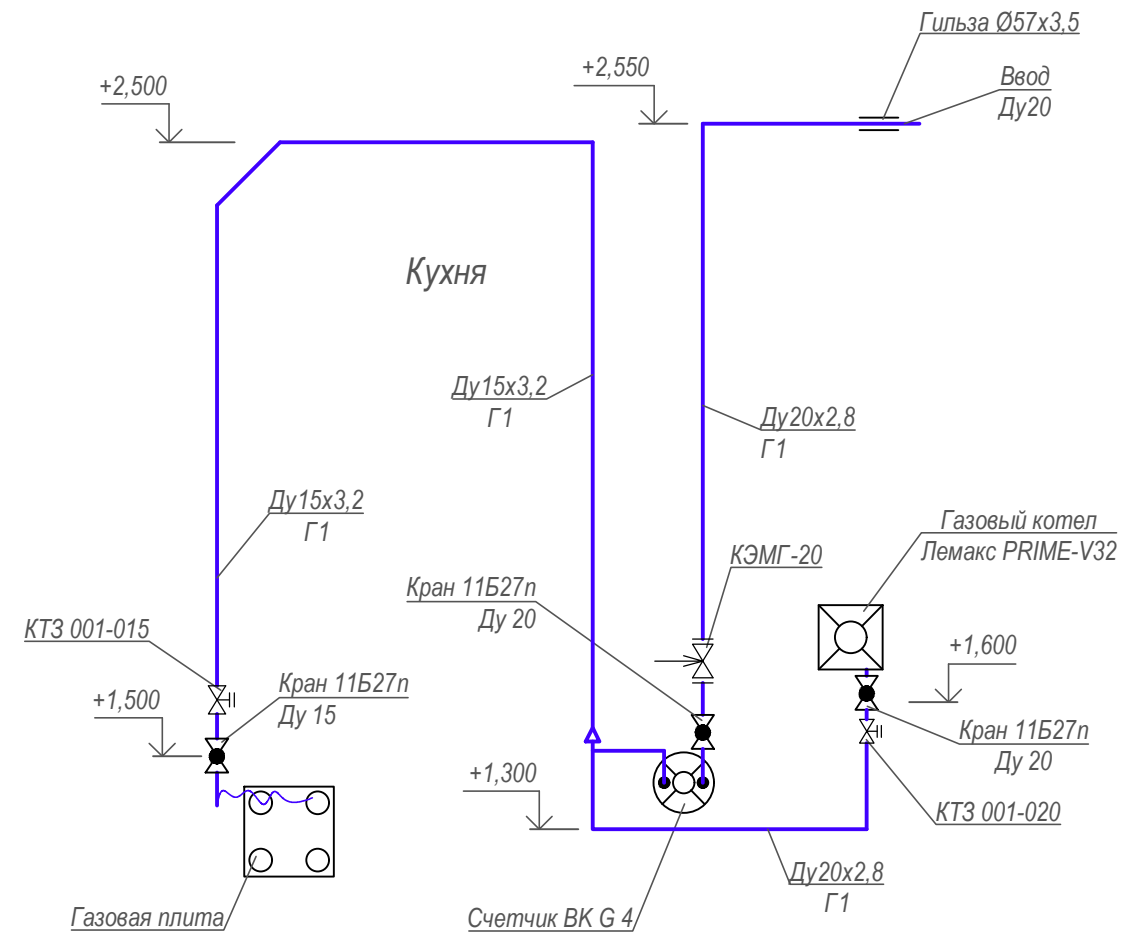 Гильза Ø57х3,5
+2,550
Ввод
Ду20
+2,500
Кухня
Ду15х3,2
Г1
Ду20х2,8
Г1
Ду15х3,2
Г1
Газовый котел
Лемакс PRIME-V32
КЭМГ-20
Кран 11Б27п
Ду 20
КТЗ 001-015
+1,600
Кран 11Б27п
Ду 15
+1,500
Кран 11Б27п
Ду 20
+1,300
КТЗ 001-020
Ду20х2,8
Г1
Газовая плита
Счетчик BK G 4